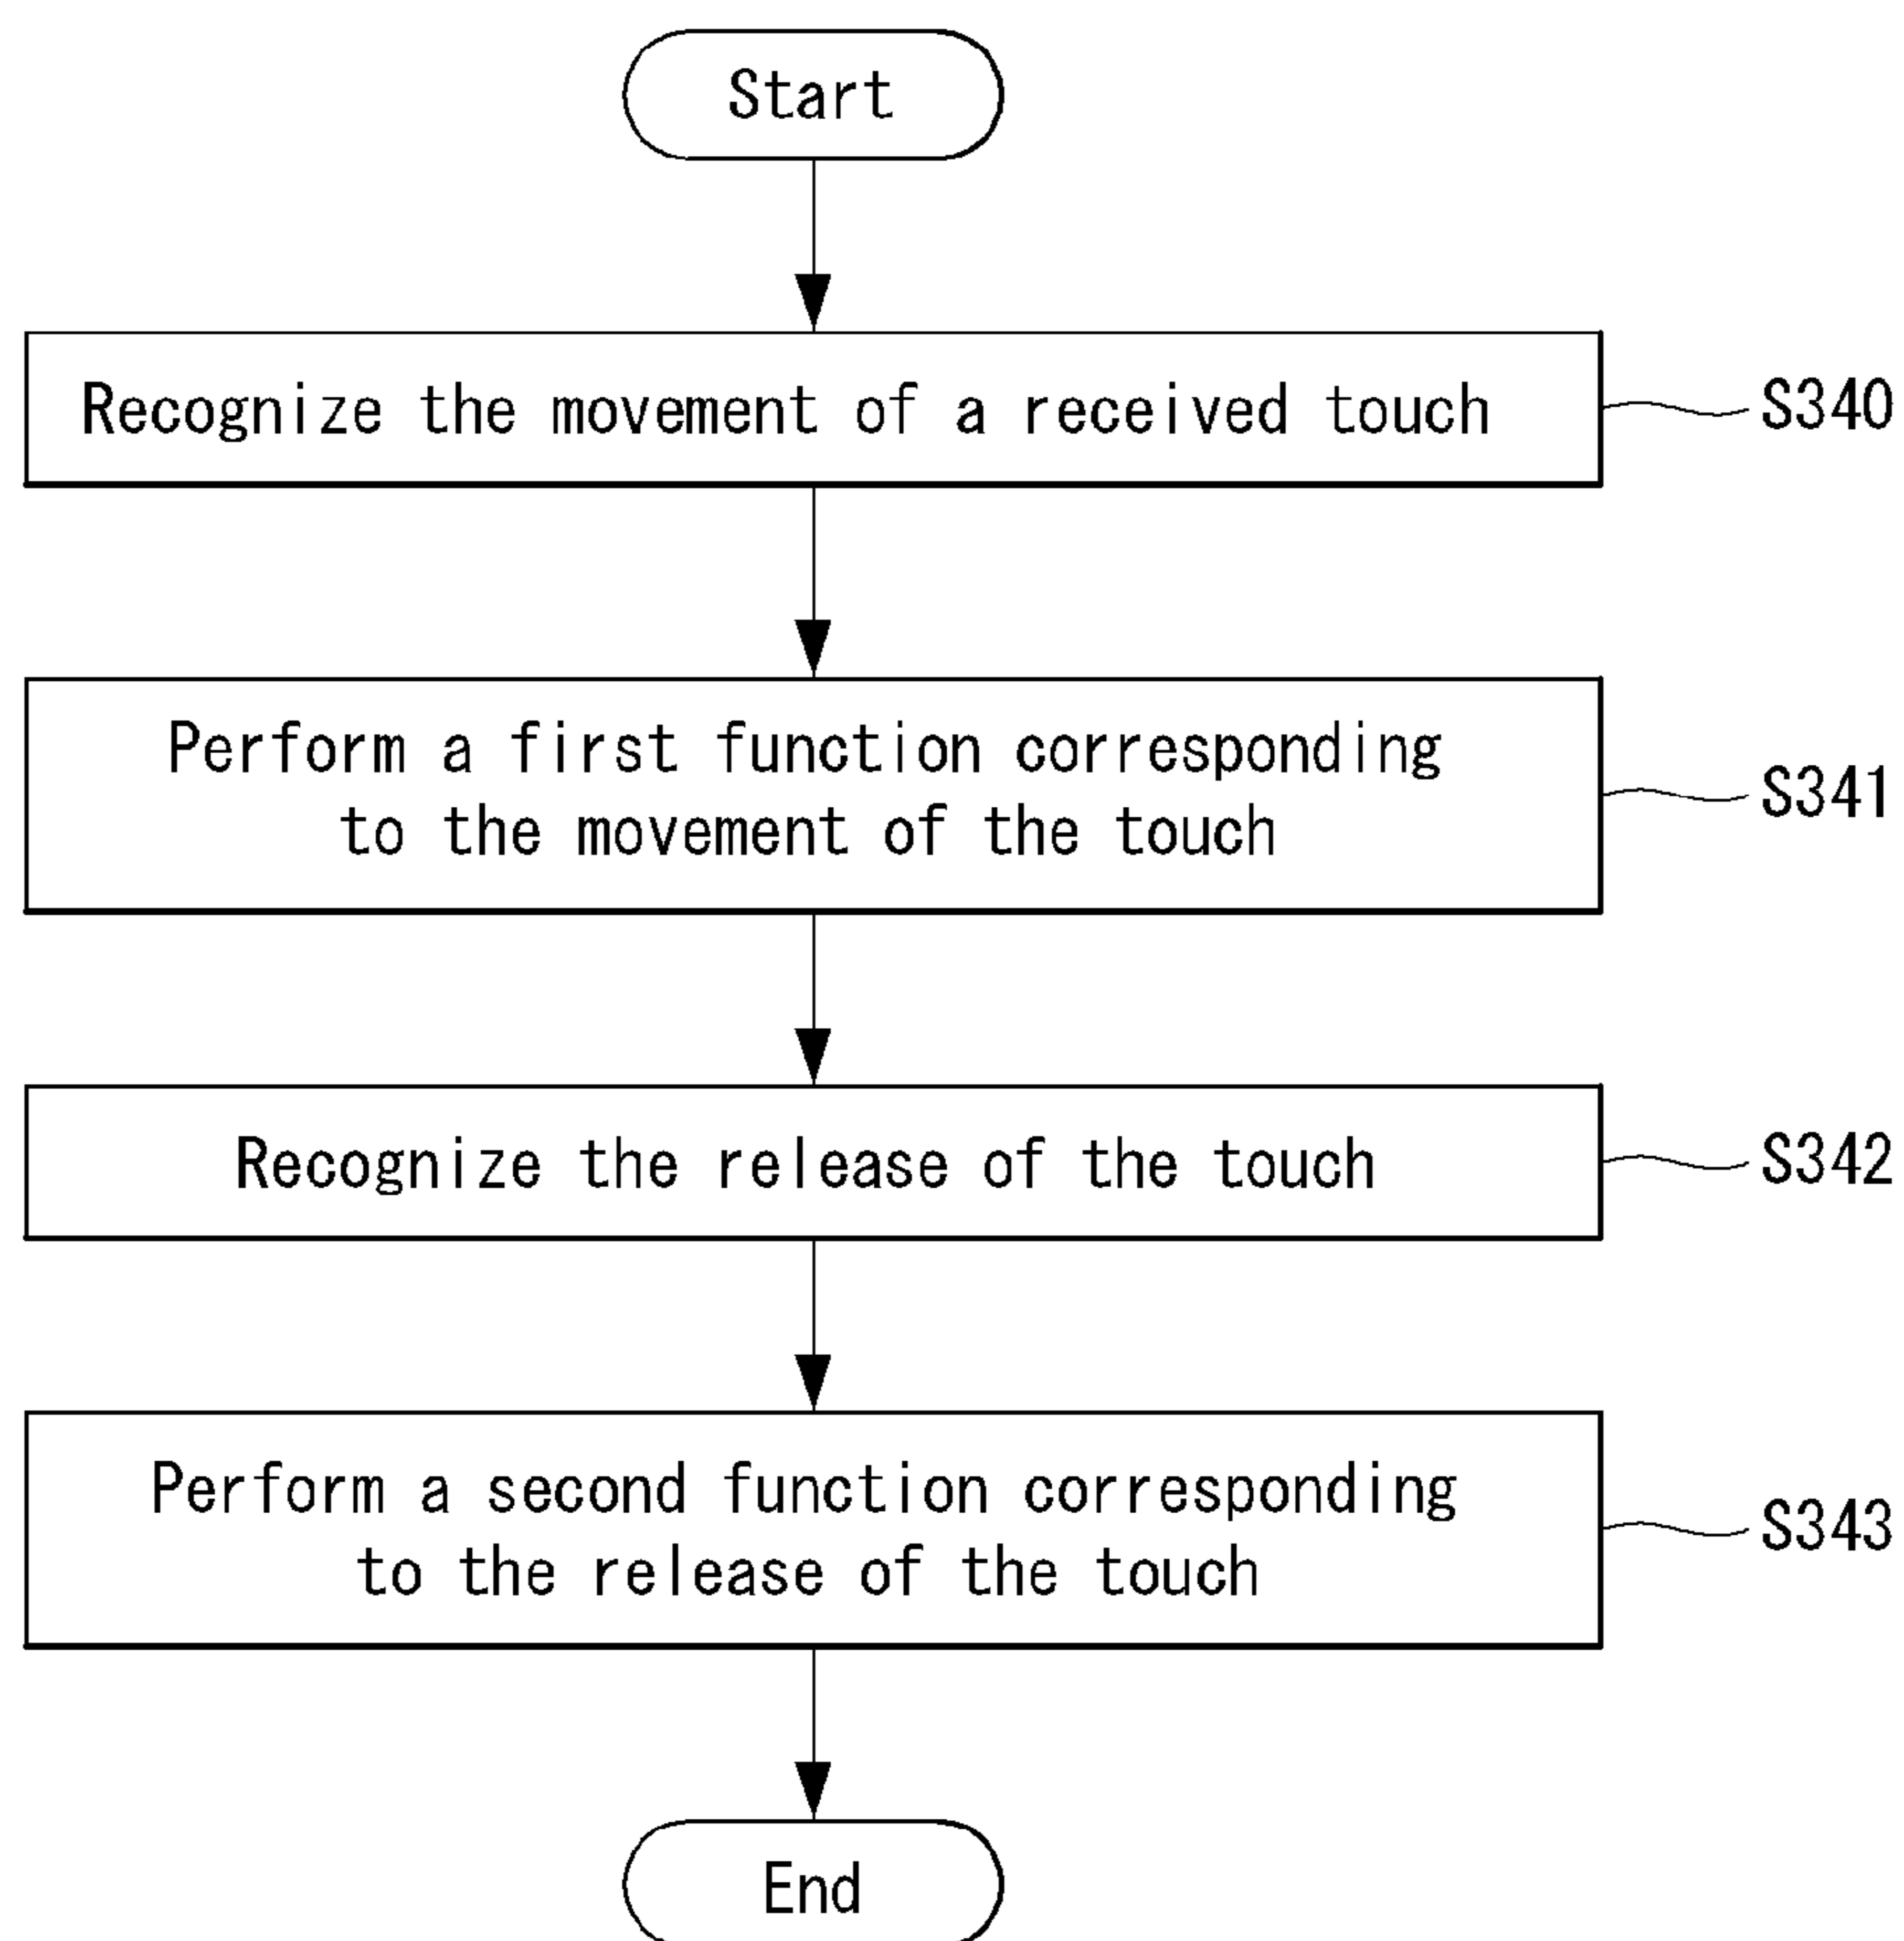 Start
Recognize the movement of a received touch
S340
Perform a first function corresponding
to the movement of the touch
S341
Recognize the release of the touch
S342
Perform a second function corresponding
to the release of the touch
S343
End